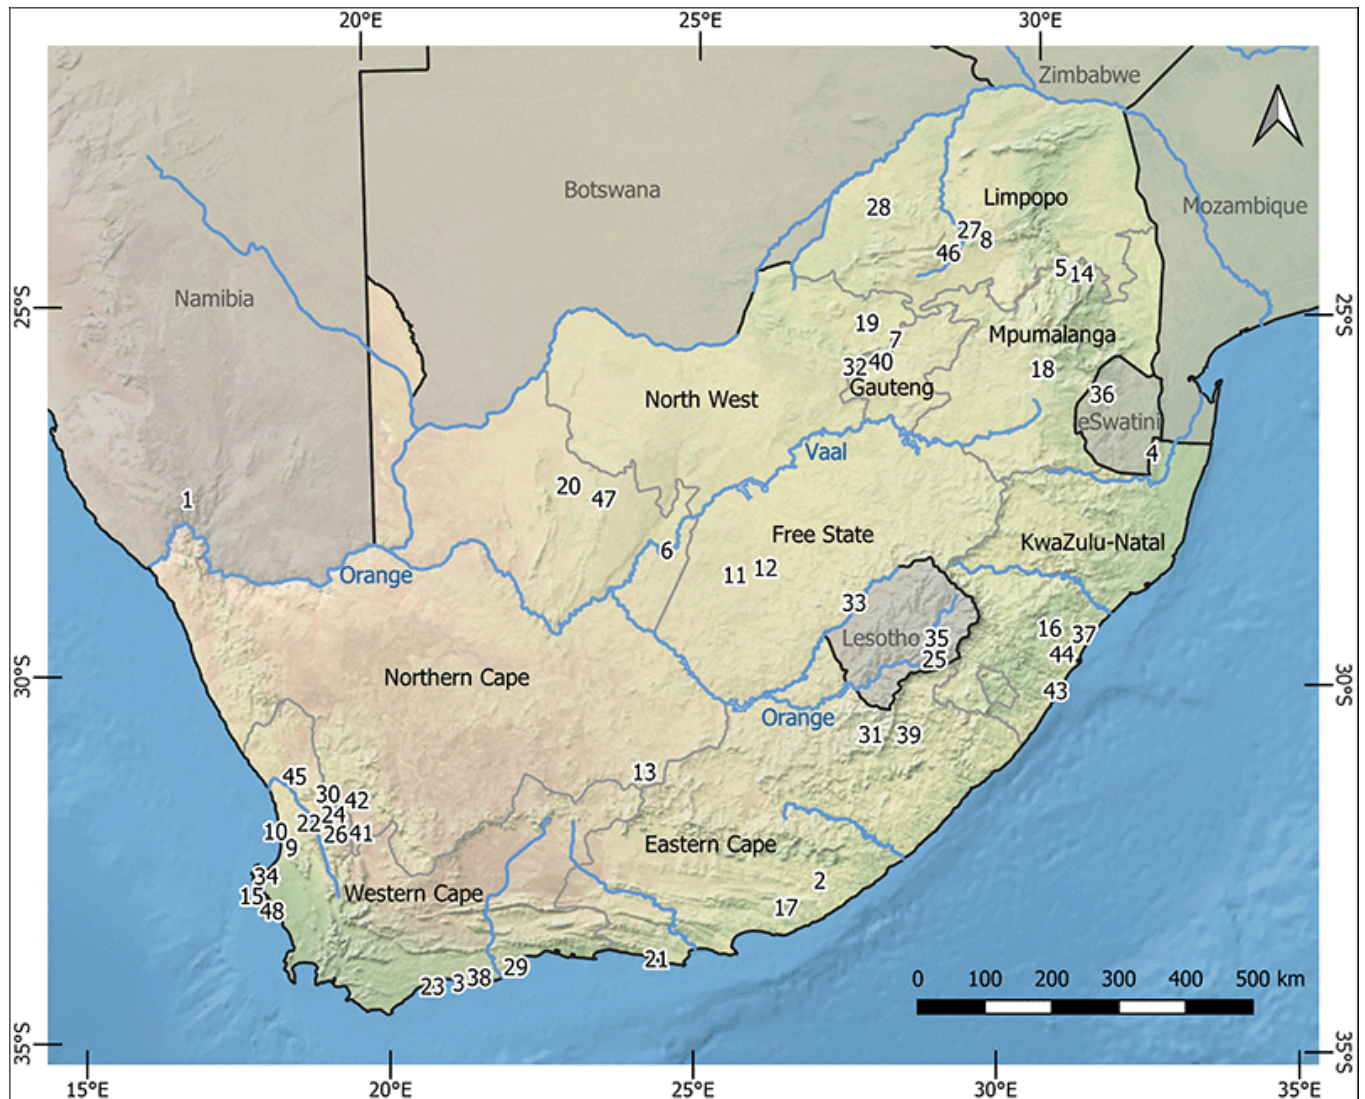 20°E 25°E 30°E
Zimbabwe
Botswana
Limpopo
Mozambique
28
27
8
46
5
14
Namibia
25°S
25°S
19
7
Mpumalanga
32
40
18
Gauteng
36
North West
eSwatini
Vaal
4
20
47
1
Free State
KwaZulu-Natal
6
Orange
11
12
33
16
37
Lesotho
35
44
25
30°S
30°S
Northern Cape
43
Orange
31
39
13
45
30
42
24
22
10
26
41
9
Eastern Cape
34
2
15
Western Cape
48
17
21
29
38
3
23
0 100 200 300 400 500 km
35°S
35°S
15°E 20°E 25°E 30°E 35°E